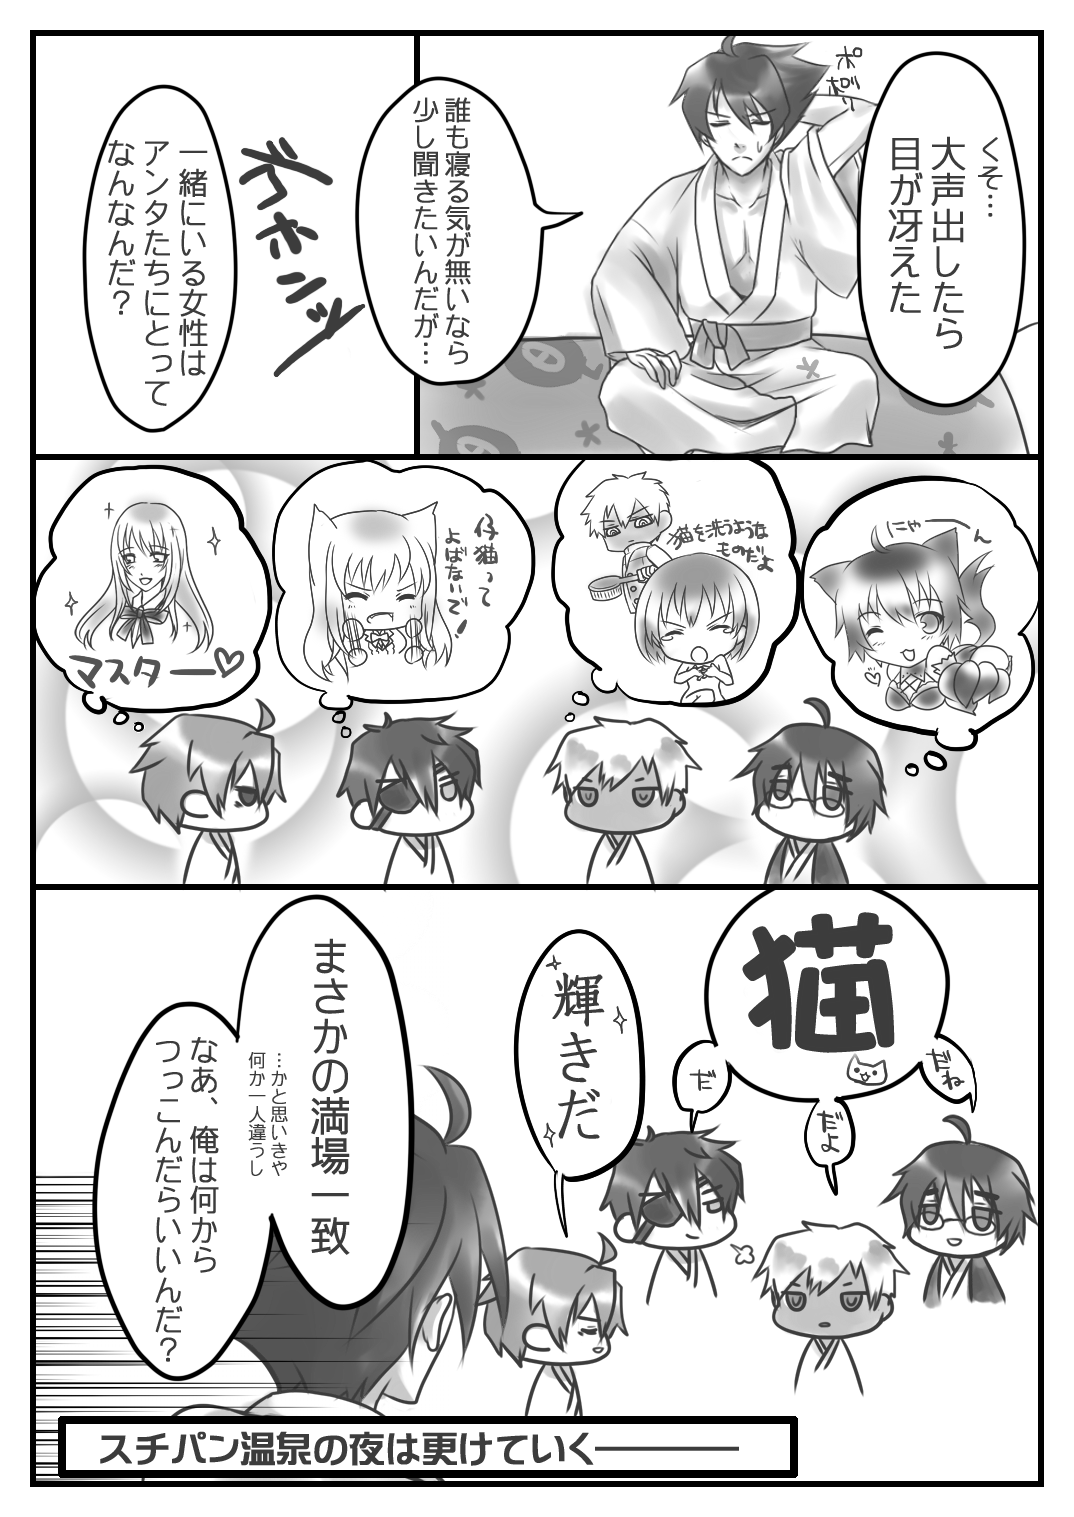 くそ…
大声出したら
目が冴えた
ポリ
ポリ
誰も寝る気が無いなら
少し聞きたいんだが…
ゴホンッ
一緒にいる女性は
アンタたちにとって
なんなんだ？
にゃーん
猫を洗うような
ものだよ
仔猫って
よばないで！
マスター♡
猫
だね
だよ
だ
輝きだ
まさかの満場一致
…かと思いきや
何か一人違うし
なあ、俺は何から
つっこんだらいいんだ？
スチパン温泉の夜は更けていく————